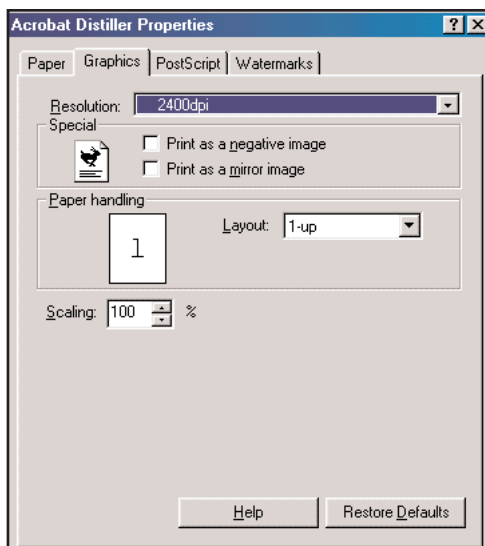 Acrobat Distiller Properties
Paper Graphics PostScript Watermarks
Resolution: 2400dpi
Special
Print as a negative image
Print as a mirror image
Paper handling
1
Layout: 1-up
Scaling: 100 %
Help Restore Defaults